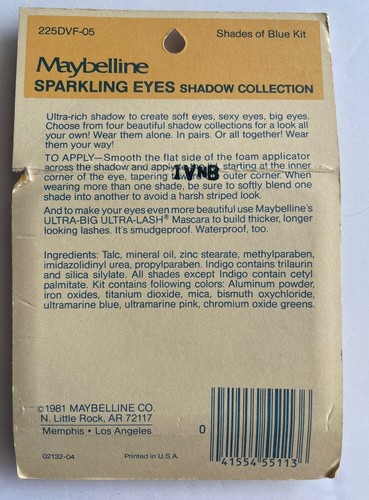 225DVF-05 Shades of Blue Kit
Maybelline
SPARKLING EYES SHADOW COLLECTION
Ultra-rich shadow to create soft eyes, sexy eyes, big eyes.
Choose from four beautiful shadow collections for a look all
your own! Wear them alone. In pairs. Or all together! Wear
them your way!
TO APPLY—Smooth the flat side of the foam applicator
across the shadow and apply starting at the inner
corner of the eye, tapering outer corner. When
1VNB
wearing more than one shade, be sure to softly blend one
shade into another to avoid a harsh striped look.
And to make your eyes even more beautiful use Maybelline's
ULTRA-BIG ULTRA-LASH® Mascara to build thicker, longer
looking lashes. It's smudgeproof. Waterproof, too.
Ingredients: Talc, mineral oil, zinc stearate, methylparaben,
imidazolidinyl urea, propylparaben. Indigo contains trilaurin
and silica silylate. All shades except Indigo contain cetyl
palmitate. Kit contains following colors: Aluminum powder,
iron oxides, titanium dioxide, mica, bismuth oxychloride,
ultramarine blue, ultramarine pink, chromium oxide greens.
©1981 MAYBELLINE CO.
N. Little Rock, AR 72117
Memphis • Los Angeles
0
41554 55113
02132-04 Printed in U.S.A.